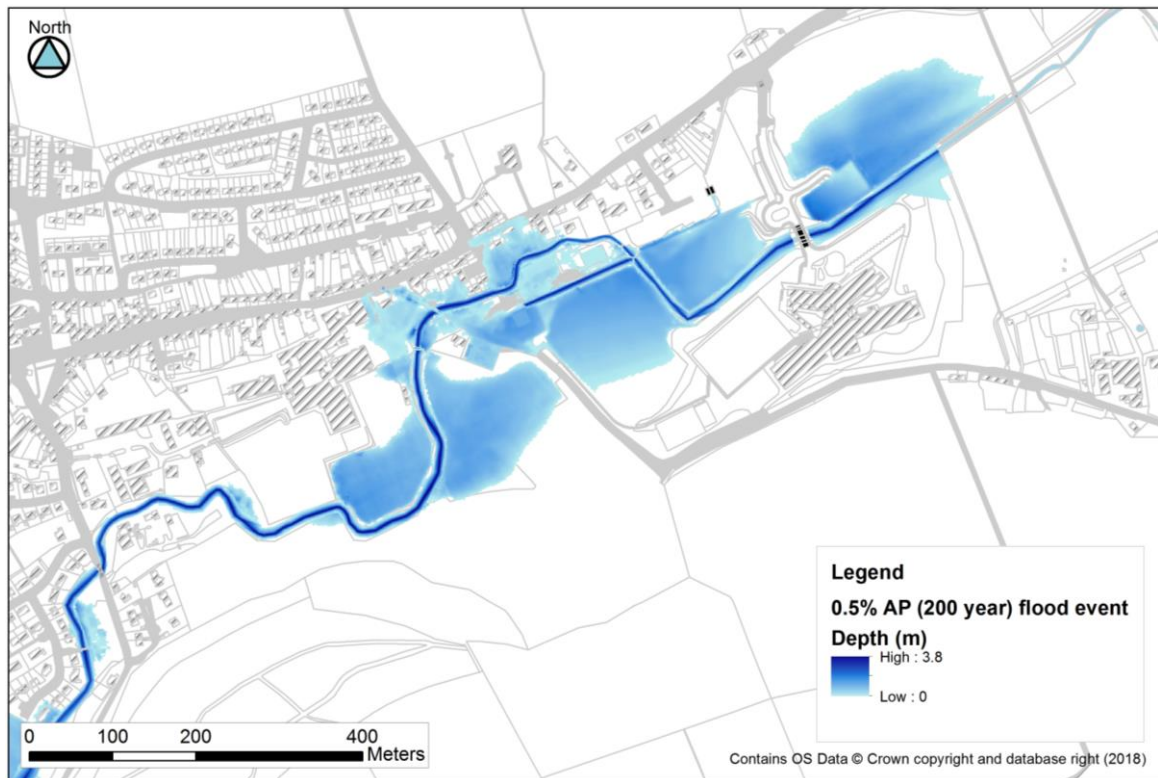 North
Legend
0.5% AP (200 year) flood event
Depth (m)
High : 3.8
Low : 0
0 100 200 400
Meters
Contains OS Data © Crown copyright and database right (2018)